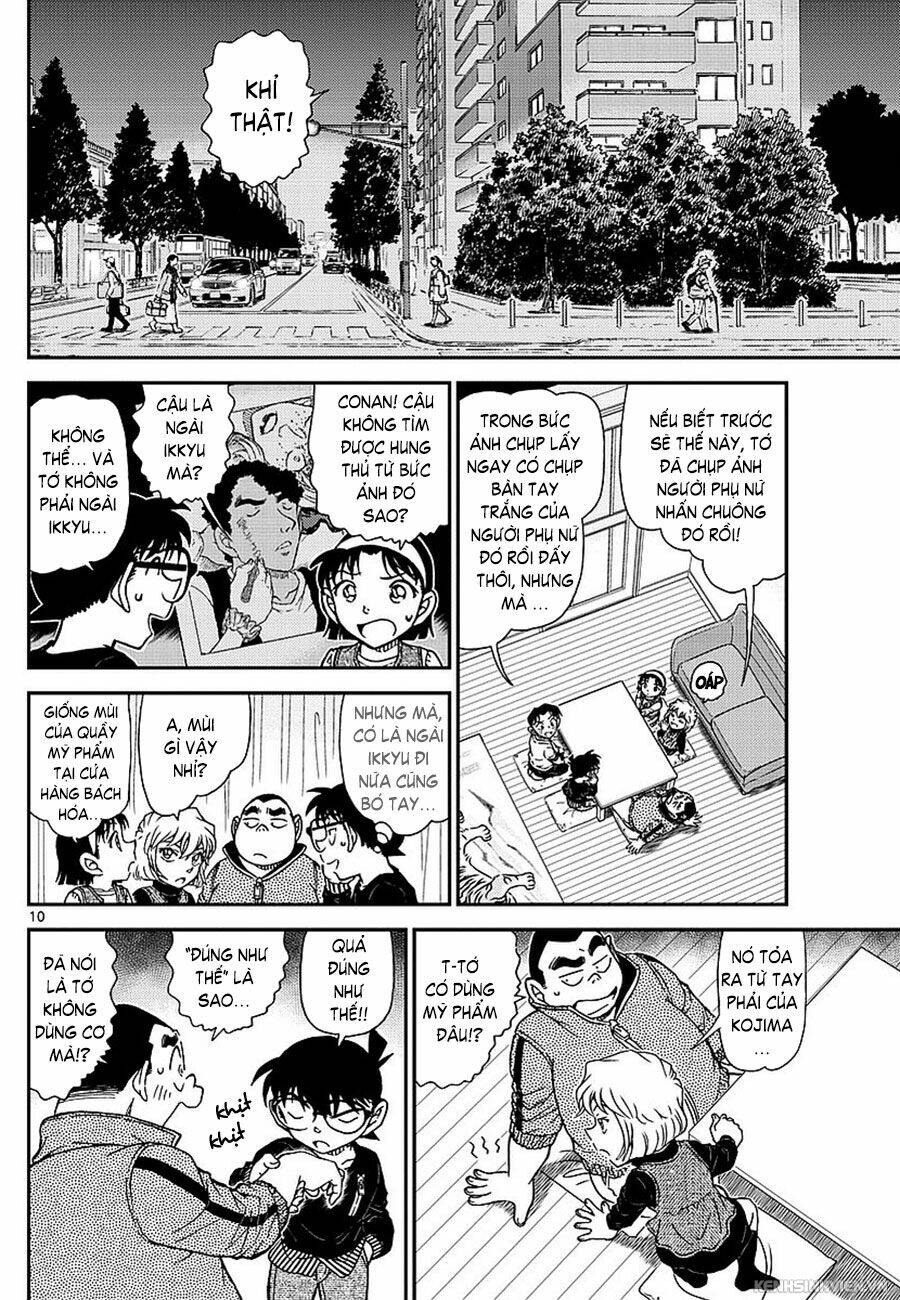 KHỈ
THẬT!
NẾU BIẾT TRƯỚC
SẼ THẾ NÀY, TỚ
ĐÃ CHỤP ẢNH
NGƯỜI PHỤ NỮ
NHẤN CHUÔNG
ĐÓ RỒI!
TRONG BỨC
ẢNH CHỤP LẤY
NGAY CÓ CHỤP
BÀN TAY
TRẮNG CỦA
NGƯỜI PHỤ NỮ
ĐÓ RỒI ĐẤY
THÔI, NHƯNG
MÀ ...
OÁP
CONAN! CẬU
KHÔNG TÌM
ĐƯỢC HUNG
THỦ TỪ BỨC
ẢNH ĐÓ
SAO?
CẬU LÀ
NGÀI
IKKYU
MÀ?
KHÔNG
THỂ... VÀ
TỚ KHÔNG
PHẢI NGÀI
IKKYU...
NHƯNG MÀ,
CÓ LÀ NGÀI
IKKYU ĐI
NỮA CŨNG
BÓ TAY...
A, MÙI
GÌ VẬY
NHỈ?
GIỐNG MÙI
CỦA QUẦY
MỸ PHẨM
TẠI CỬA
HÀNG BÁCH
HÓA...
10
NÓ TỎA
RA TỪ TAY
PHẢI CỦA
KOJIMA
...
T-TỚ
CÓ DÙNG
MỸ PHẨM
ĐÂU!?
QUẢ
ĐÚNG
NHƯ
THẾ!!
"ĐÚNG NHƯ
THẾ" LÀ
SAO...
ĐÃ NÓI
LÀ TỚ
KHÔNG
DÙNG CƠ
MÀ!?
khịt
khịt
KENHSINHVIEN.VN